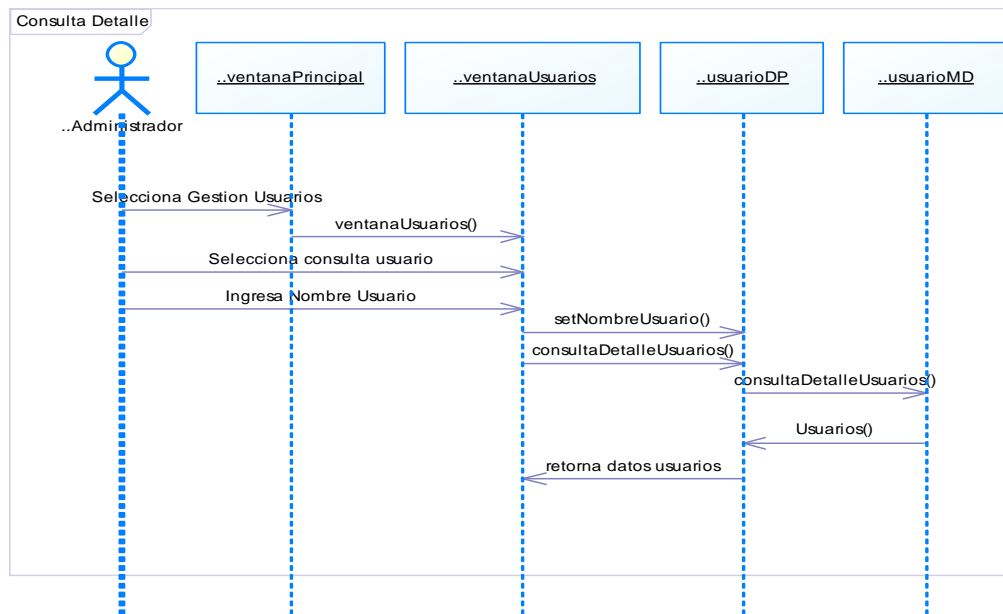 Consulta Detalle
..Administrador
..ventanaPrincipal
..ventanaUsuarios
..usuarioDP
..usuarioMD
Selecciona Gestion Usuarios
ventanaUsuarios()
Selecciona consulta usuario
Ingresa Nombre Usuario
setNombreUsuario()
consultaDetalleUsuarios()
consultaDetalleUsuarios()
Usuarios()
retorna datos usuarios